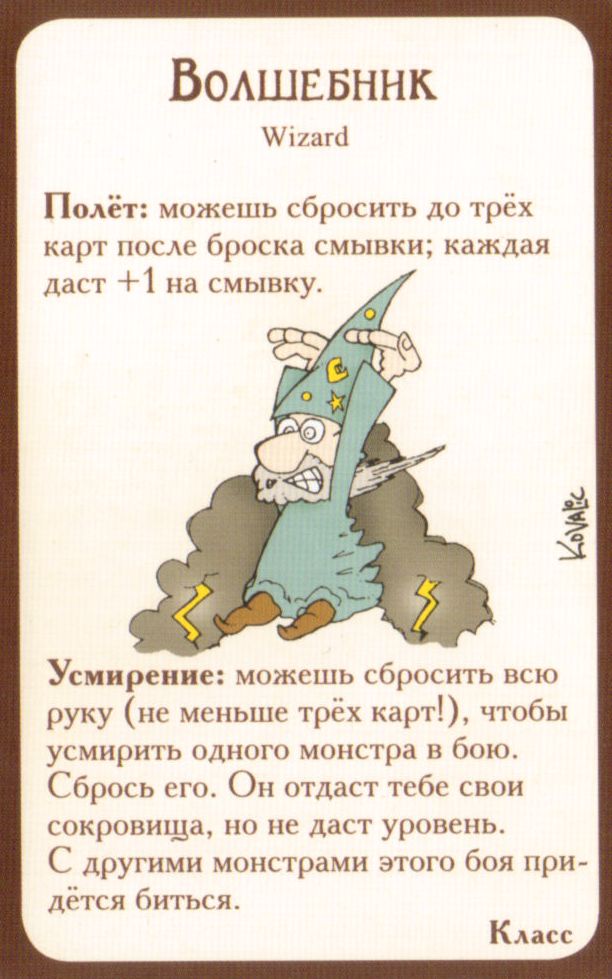 Волшебник
Wizard
Полёт: можешь сбросить до трёх
карт после броска смывки; каждая
даст +1 на смывку.
Kovalic
Усмирение: можешь сбросить всю
руку (не меньше трёх карт!), чтобы
усмирить одного монстра в бою.
Сбрось его. Он отдаст тебе свои
сокровища, но не даст уровень.
С другими монстрами этого боя при-
дётся биться.
Класс